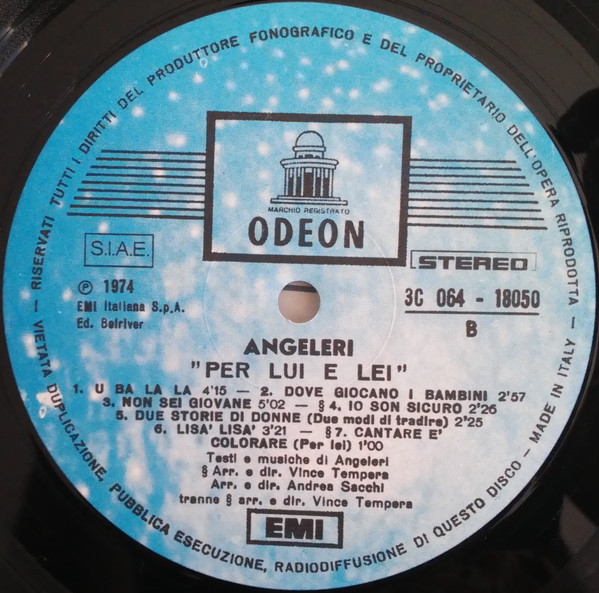 RISERVATI TUTTI I DIRITTI DEL PRODUTTORE FONOGRAFICO E DEL PROPRIETARIO DELL'OPERA RIPRODOTTA — MADE IN ITALY —
VIETATA DUPLICAZIONE, PUBBLICA ESECUZIONE, RADIODIFFUSIONE DI QUESTO DISCO —
MARCHIO REGISTRATO
ODEON
S.I.A.E.
STEREO
℗ 1974
EMI Italiana S.p.A.
Ed. Belriver
3C 064 - 18050
B
ANGELERI
"PER LUI E LEI"
1. U BA LA LA 4'15 — 2. DOVE GIOCANO I BAMBINI 2'57
3. NON SEI GIOVANE 5'02 — § 4. IO SON SICURO 2'26
5. DUE STORIE DI DONNE (Due modi di tradire) 2'25
6. LISA' LISA' 3'21 — § 7. CANTARE E'
COLORARE (Per lei) 1'00
Testi e musiche di Angeleri
§ Arr. e dir. Vince Tempera
Arr. e dir. Andrea Sacchi
tranne § arr. e dir. Vince Tempera
EMI